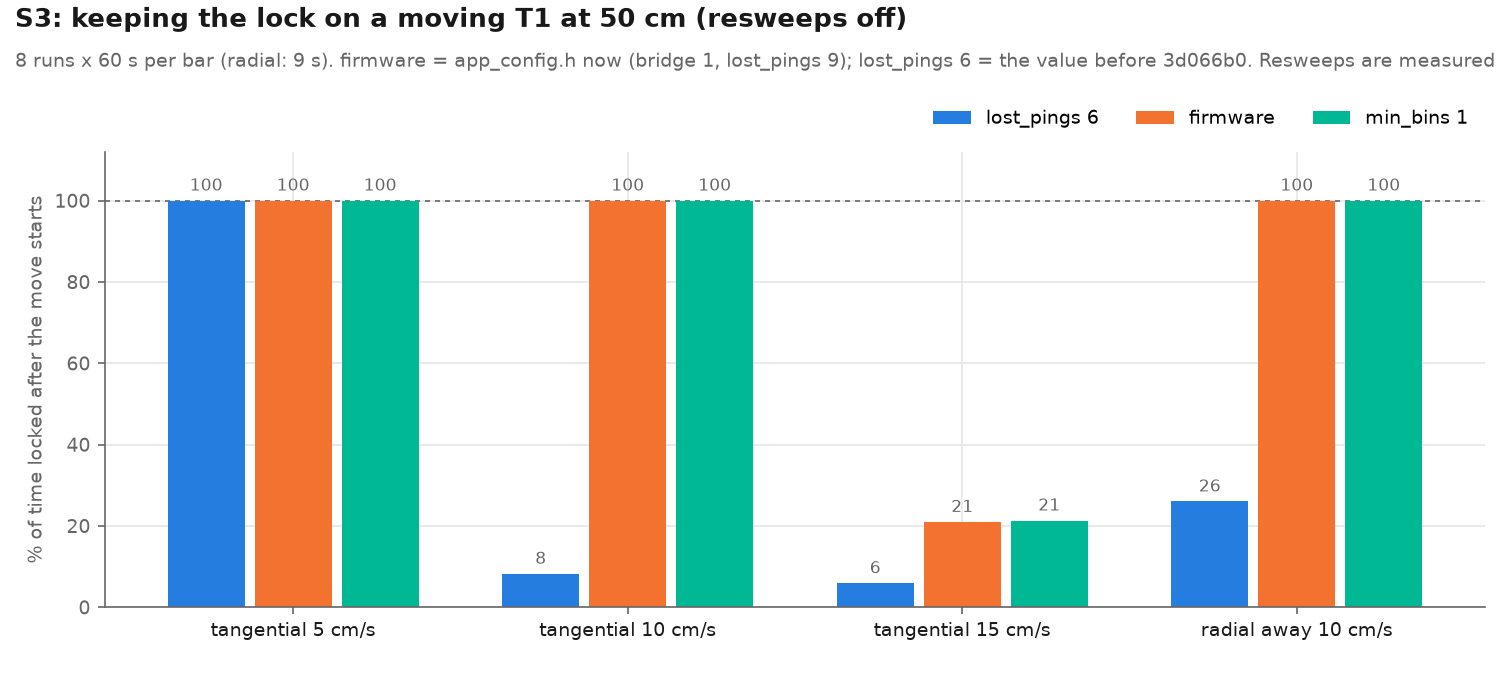 S3: keeping the lock on a moving T1 at 50 cm (resweeps off)
8 runs x 60 s per bar (radial: 9 s). firmware = app_config.h now (bridge 1, lost_pings 9); lost_pings 6 = the value before 3d066b0. Resweeps are measured
lost_pings 6 firmware min_bins 1
% of time locked after the move starts
100
80
60
40
20
0
100 100 100
8 100 100
6 21 21
26 100 100
tangential 5 cm/s tangential 10 cm/s tangential 15 cm/s radial away 10 cm/s